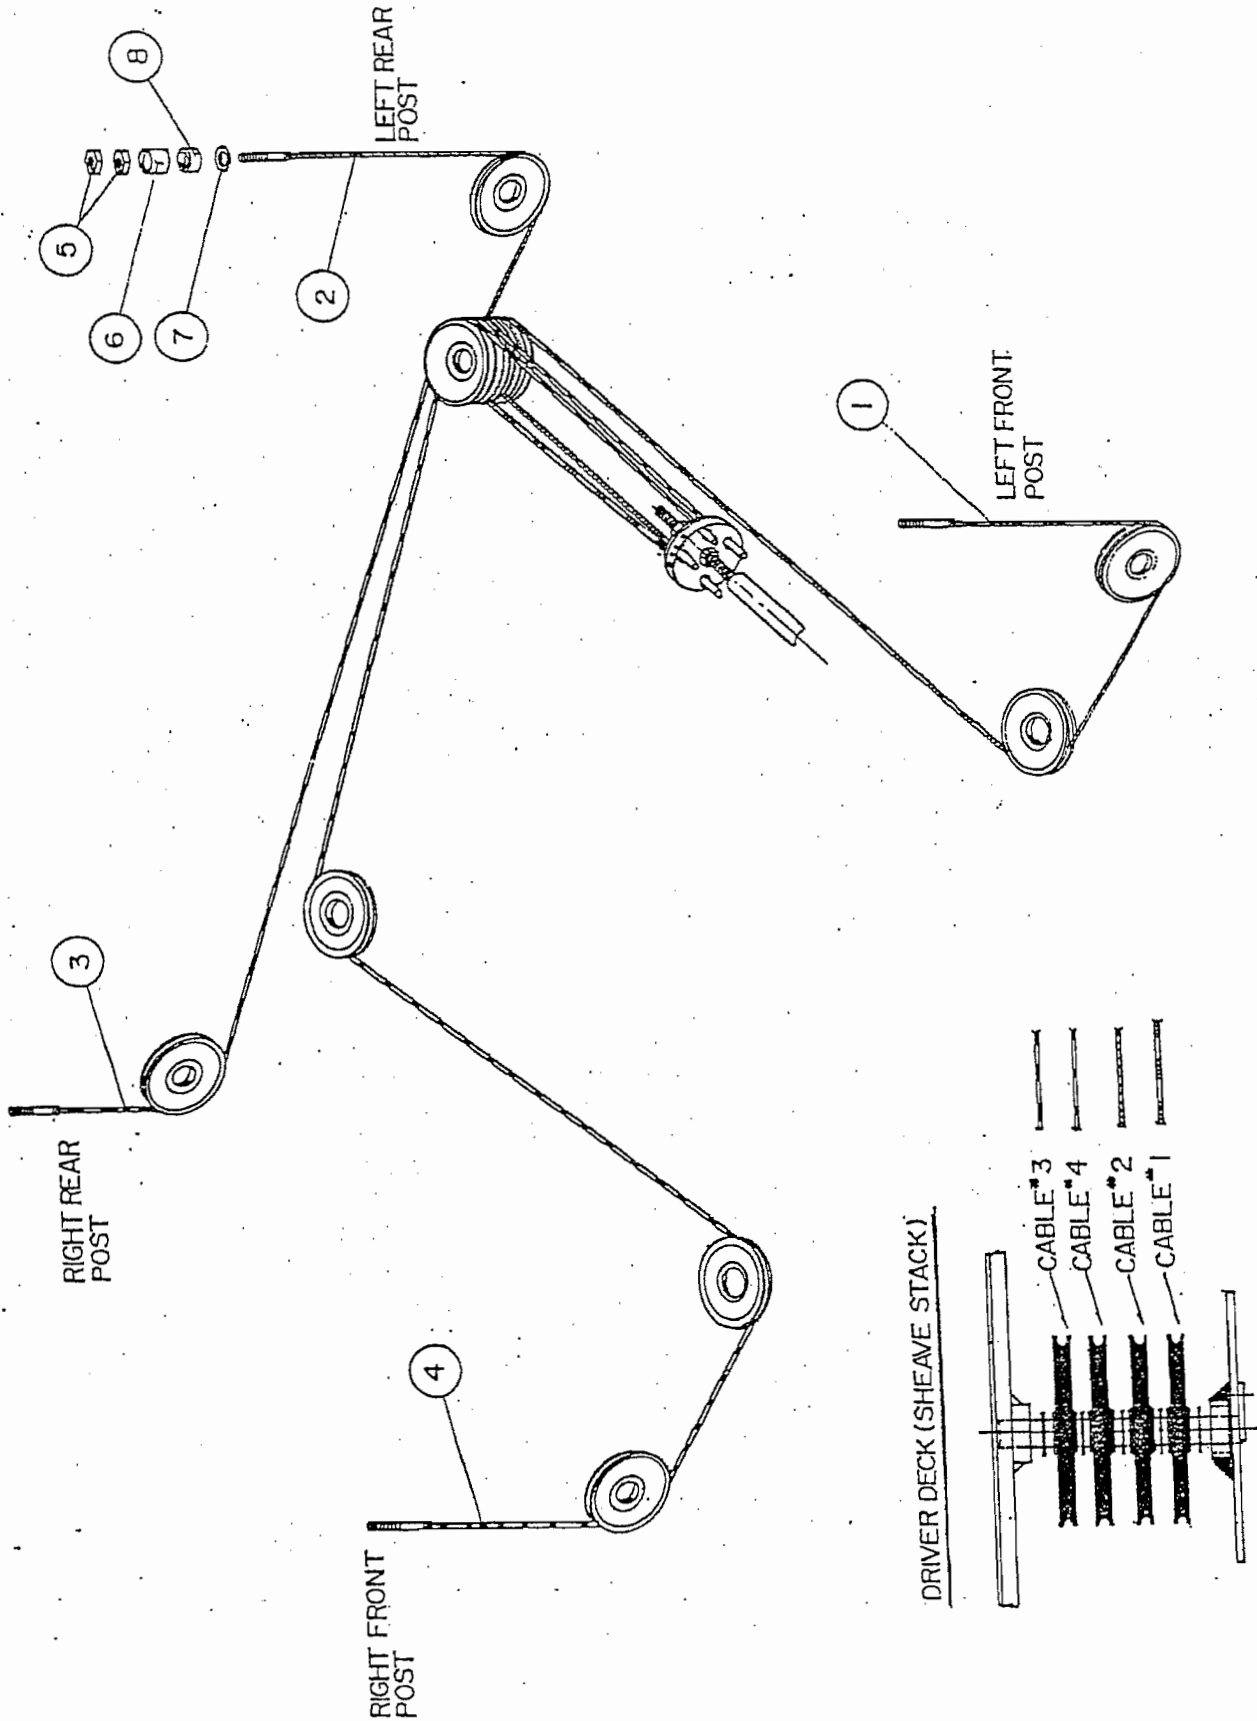 8
5
6
7
2
LEFT REAR
POST
3
RIGHT REAR
POST
1
LEFT FRONT
POST
4
RIGHT FRONT
POST
DRIVER DECK (SHEAVE STACK)
CABLE #3
CABLE #4
CABLE #2
CABLE #1